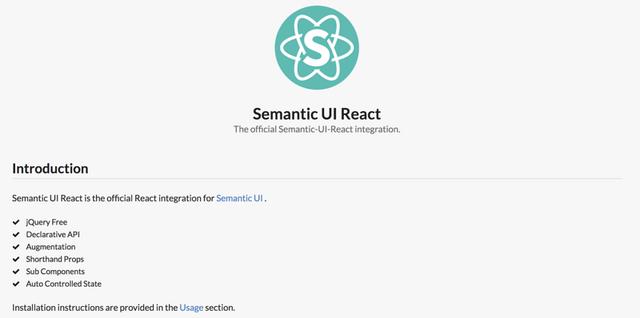 S
Semantic UI React
The official Semantic-UI-React integration.
Introduction
Semantic UI React is the official React integration for Semantic UI .
jQuery Free
Declarative API
Augmentation
Shorthand Props
Sub Components
Auto Controlled State
Installation instructions are provided in the Usage section.